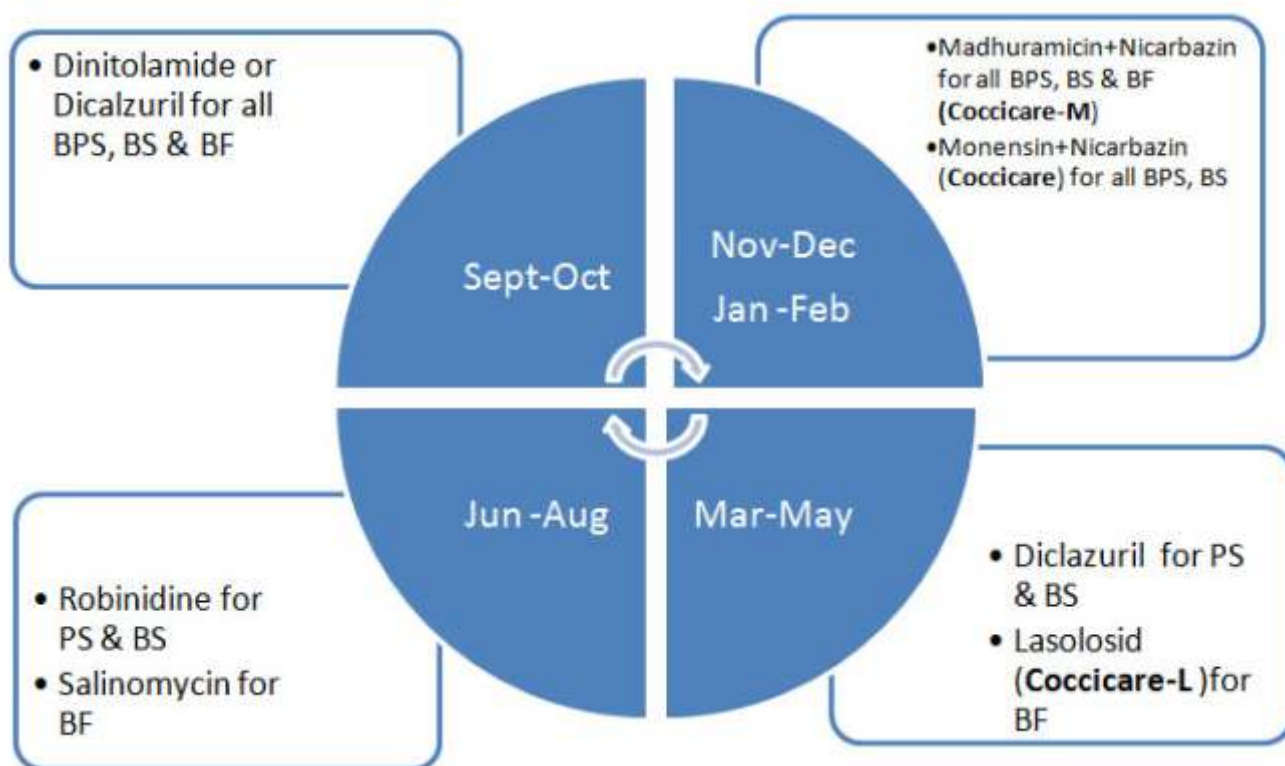 • Dinitolamide or
Dicalzuril for all
BPS, BS & BF
•Madhuramicin+Nicarbazin
for all BPS, BS & BF
(Coccicare-M)
•Monensin+Nicarbazin
(Coccicare) for all BPS, BS
Sept-Oct
Nov-Dec
Jan -Feb
Jun -Aug
Mar-May
• Robinidine for
PS & BS
• Salinomycin for
BF
• Diclazuril for PS
& BS
• Lasolosid
(Coccicare-L )for
BF